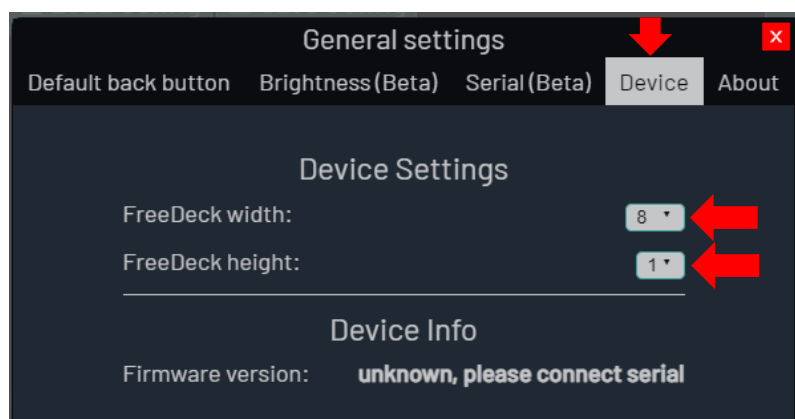 General settings
X
Default back button Brightness (Beta) Serial (Beta) Device About
Device Settings
FreeDeck width: 8
FreeDeck height: 1
Device Info
Firmware version: unknown, please connect serial